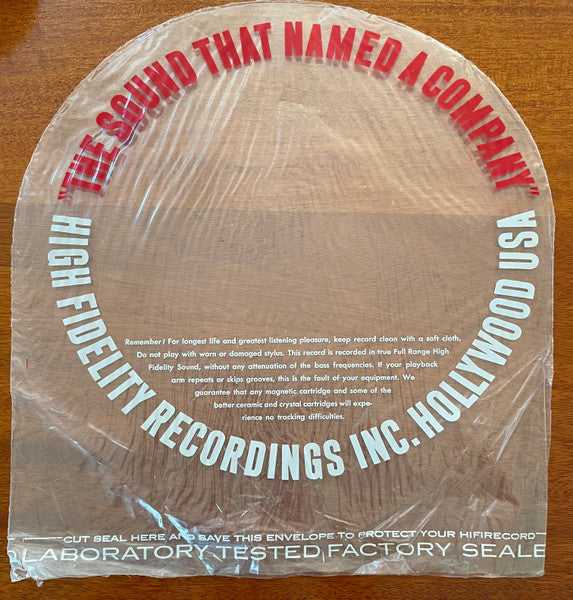 "THE SOUND THAT NAMED A COMPANY"
HIGH FIDELITY RECORDINGS INC. HOLLYWOOD USA
Remember! For longest life and greatest listening pleasure, keep record clean with a soft cloth.
Do not play with worn or damaged stylus. This record is recorded in true Full Range High
Fidelity Sound, without any attenuation of the bass frequencies. If your playback
arm repeats or skips grooves, this is the fault of your equipment. We
guarantee that any magnetic cartridge and some of the
better ceramic and crystal cartridges will expe-
rience no tracking difficulties.
CUT SEAL HERE AND SAVE THIS ENVELOPE TO PROTECT YOUR HIFIRECORD
D LABORATORY TESTED FACTORY SEALE